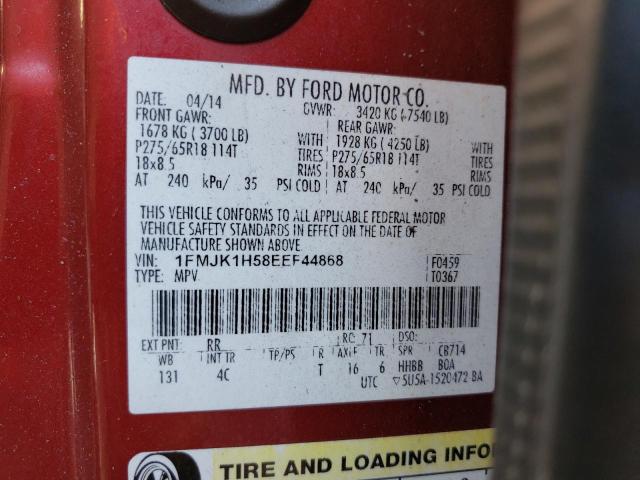 MFD. BY FORD MOTOR CO.
DATE: 04/14 GVWR: 3420 KG ( 7540 LB)
FRONT GAWR: REAR GAWR:
1678 KG ( 3700 LB) WITH 1928 KG ( 4250 LB) WITH
P275/65R18 114T TIRES P275/65R18 114T TIRES
18x8.5 RIMS 18x8.5 RIMS
AT 240 kPa/ 35 PSI COLD AT 240 kPa/ 35 PSI COLD
THIS VEHICLE CONFORMS TO ALL APPLICABLE FEDERAL MOTOR
VEHICLE SAFETY STANDARDS IN EFFECT ON THE DATE OF
MANUFACTURE SHOWN ABOVE.
VIN: 1FMJK1H58EEF44868 F0459
TYPE: MPV T0367
EXT PNT: RR RC: 71 DSO:
WB INT TR TP/PS R AXLE TR SPR CB714
131 4C T 16 6 HHBB BOA
UTC 5U5A-1520472-BA
TIRE AND LOADING INFO